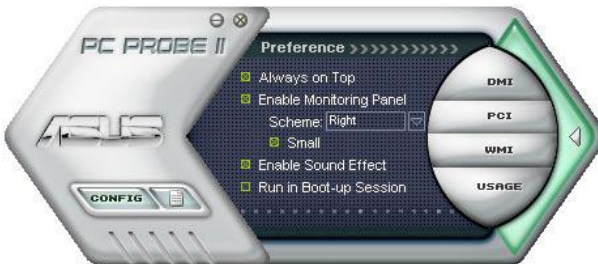 PC PROBE II
Preference >>>>>>>>>>>>
Always on Top
Enable Monitoring Panel
Scheme: Right
Small
Enable Sound Effect
Run in Boot-up Session
ASUS
CONFIG
DMI
PCI
WMI
USAGE